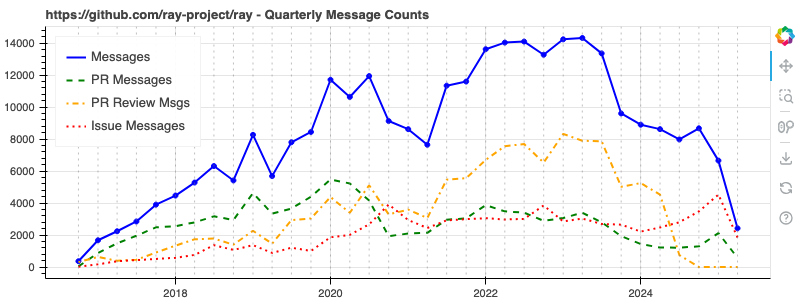 https://github.com/ray-project/ray - Quarterly Message Counts
14000
12000
10000
8000
6000
4000
2000
0
Messages
PR Messages
PR Review Msgs
Issue Messages
2018
2020
2022
2024